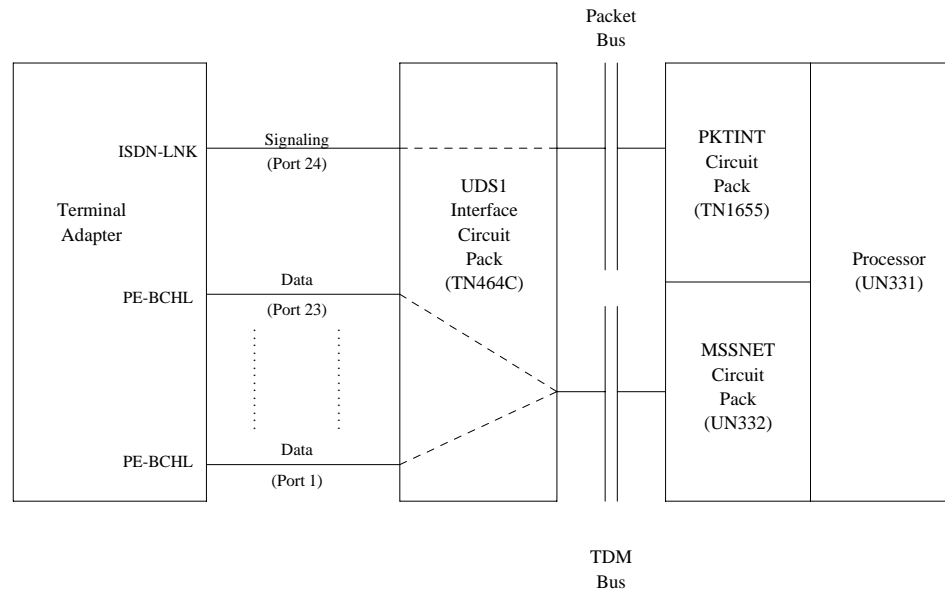 Packet
Bus
ISDN-LNK
Signaling
(Port 24)
PKTINT
Circuit
Pack
(TN1655)
Terminal
Adapter
UDS1
Interface
Circuit
Pack
(TN464C)
Processor
(UN331)
PE-BCHL
Data
(Port 23)
MSSNET
Circuit
Pack
(UN332)
PE-BCHL
Data
(Port 1)
TDM
Bus